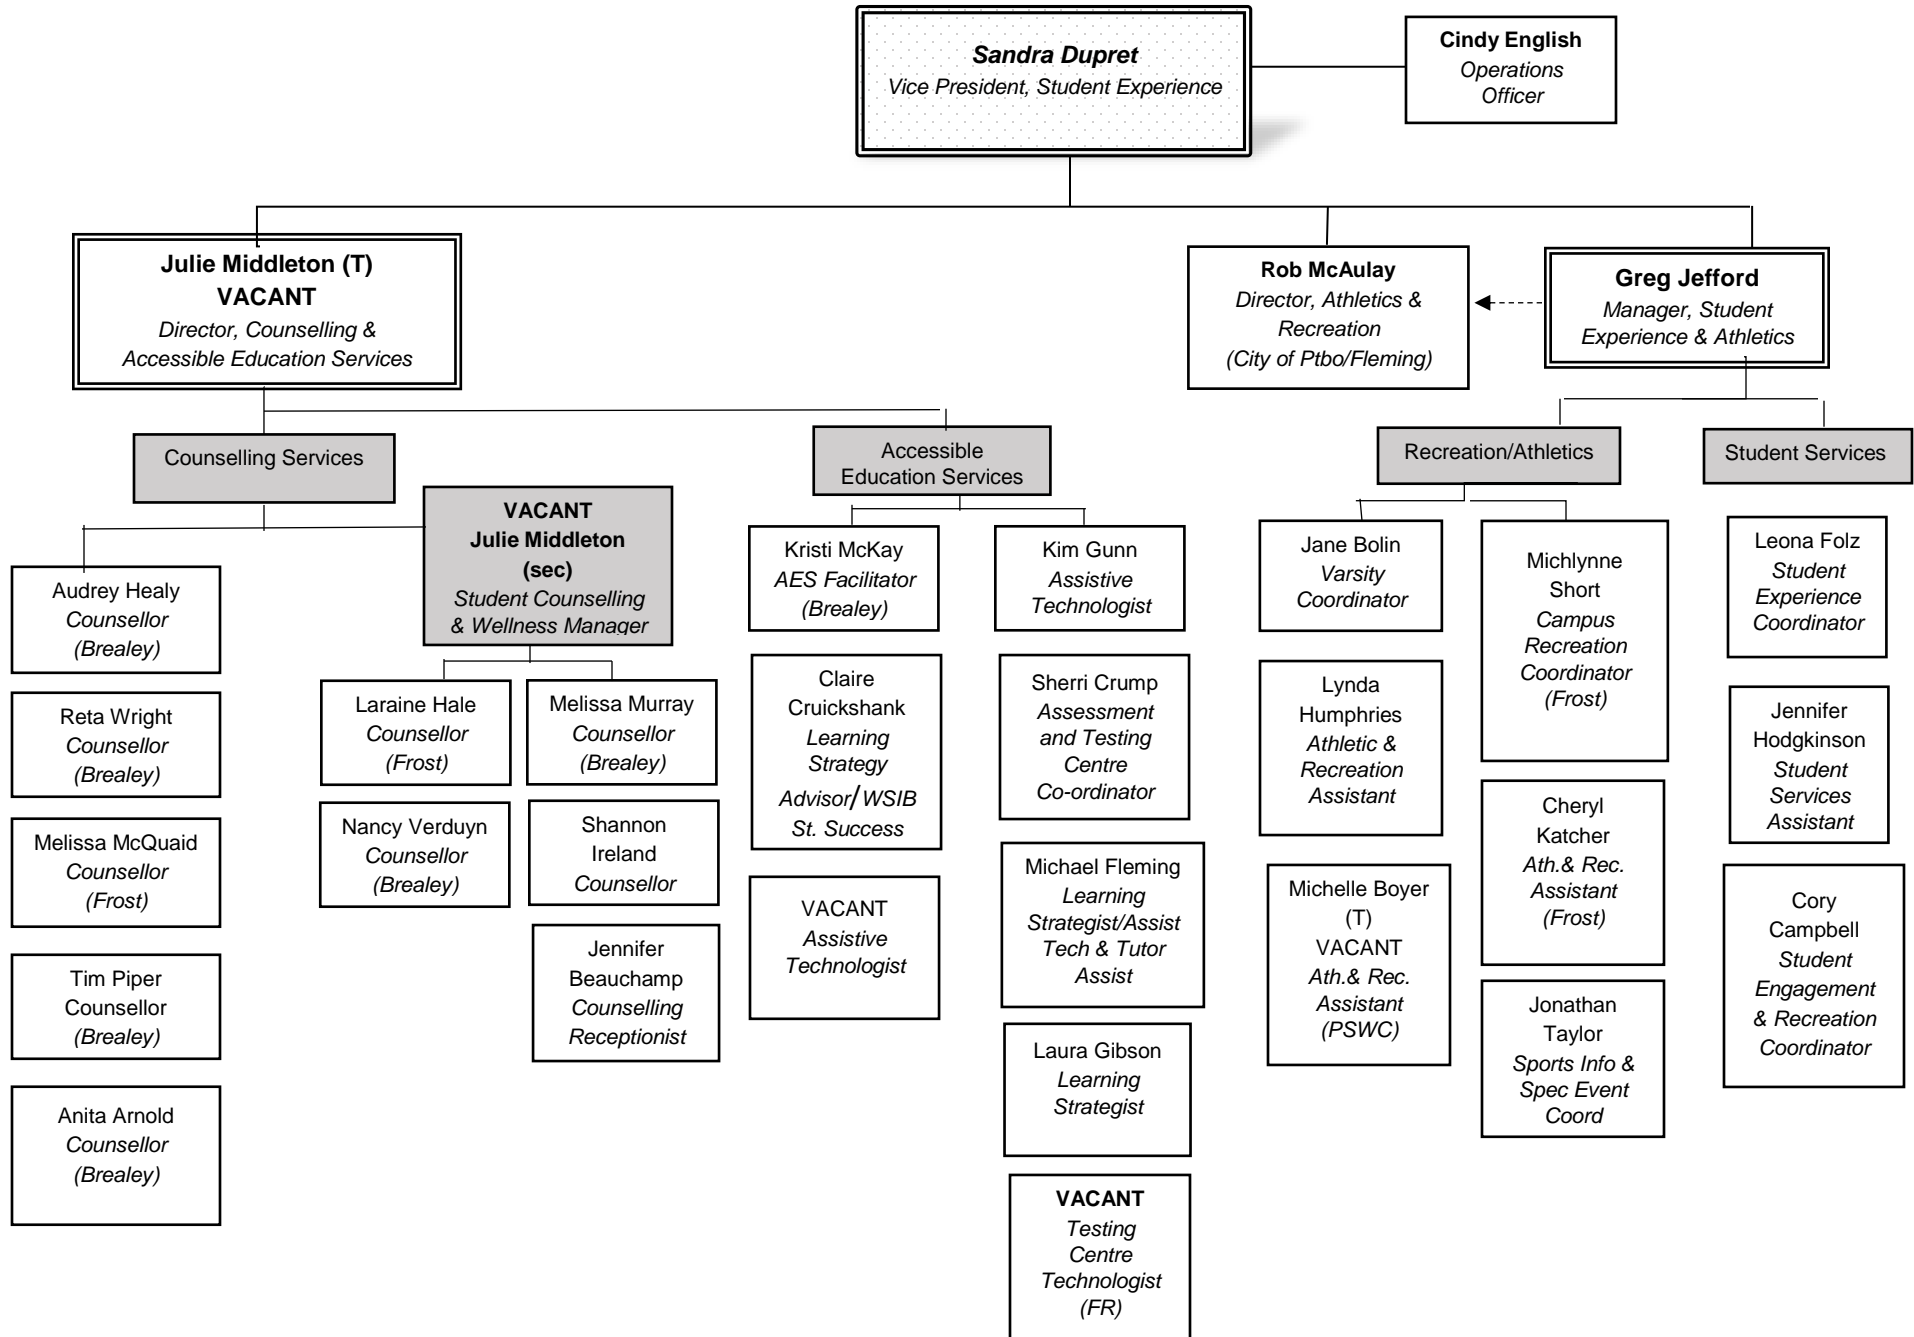 Sandra Dupret
Vice President, Student Experience
Cindy English
Operations
Officer
Julie Middleton (T)
VACANT
Director, Counselling &
Accessible Education Services
Rob McAulay
Director, Athletics &
Recreation
(City of Ptbo/Fleming)
Greg Jefford
Manager, Student
Experience & Athletics
Counselling Services
Accessible
Education Services
Recreation/Athletics
Student Services
VACANT
Julie Middleton
(sec)
Student Counselling
& Wellness Manager
Audrey Healy
Counsellor
(Brealey)
Reta Wright
Counsellor
(Brealey)
Melissa McQuaid
Counsellor
(Frost)
Tim Piper
Counsellor
(Brealey)
Anita Arnold
Counsellor
(Brealey)
Laraine Hale
Counsellor
(Frost)
Nancy Verduyn
Counsellor
(Brealey)
Melissa Murray
Counsellor
(Brealey)
Shannon
Ireland
Counsellor
Jennifer
Beauchamp
Counselling
Receptionist
Kristi McKay
AES Facilitator
(Brealey)
Claire
Cruickshank
Learning
Strategy
Advisor/WSIB
St. Success
VACANT
Assistive
Technologist
Kim Gunn
Assistive
Technologist
Sherri Crump
Assessment
and Testing
Centre
Co-ordinator
Michael Fleming
Learning
Strategist/Assist
Tech & Tutor
Assist
Laura Gibson
Learning
Strategist
VACANT
Testing
Centre
Technologist
(FR)
Jane Bolin
Varsity
Coordinator
Lynda
Humphries
Athletic &
Recreation
Assistant
Michelle Boyer
(T)
VACANT
Ath.& Rec.
Assistant
(PSWC)
Michlynne
Short
Campus
Recreation
Coordinator
(Frost)
Cheryl
Katcher
Ath.& Rec.
Assistant
(Frost)
Jonathan
Taylor
Sports Info &
Spec Event
Coord
Leona Folz
Student
Experience
Coordinator
Jennifer
Hodgkinson
Student
Services
Assistant
Cory
Campbell
Student
Engagement
& Recreation
Coordinator